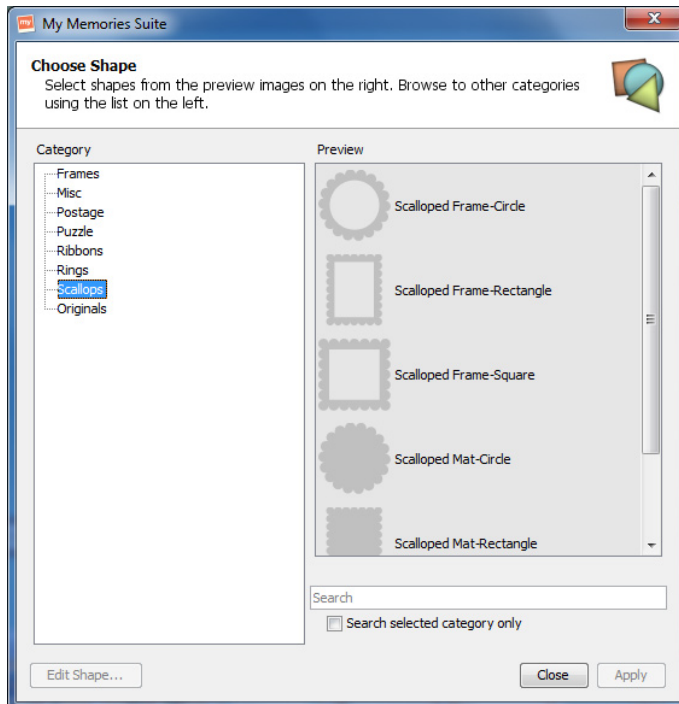 my My Memories Suite
Choose Shape
Select shapes from the preview images on the right. Browse to other categories
using the list on the left.
Category
Preview
Frames
Misc
Postage
Puzzle
Ribbons
Rings
Scallops
Originals
Scalloped Frame-Circle
Scalloped Frame-Rectangle
Scalloped Frame-Square
Scalloped Mat-Circle
Scalloped Mat-Rectangle
Search
Search selected category only
Edit Shape...
Close
Apply